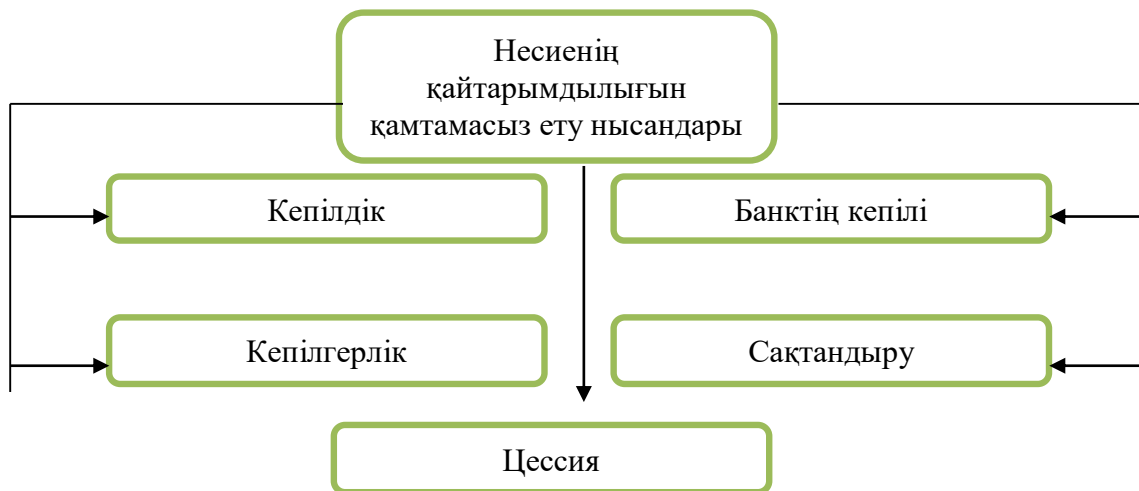 Несиенің
қайтарымдылығын
қамтамасыз ету нысандары
Кепілдік
Банктің кепілі
Кепілгерлік
Сақтандыру
Цессия